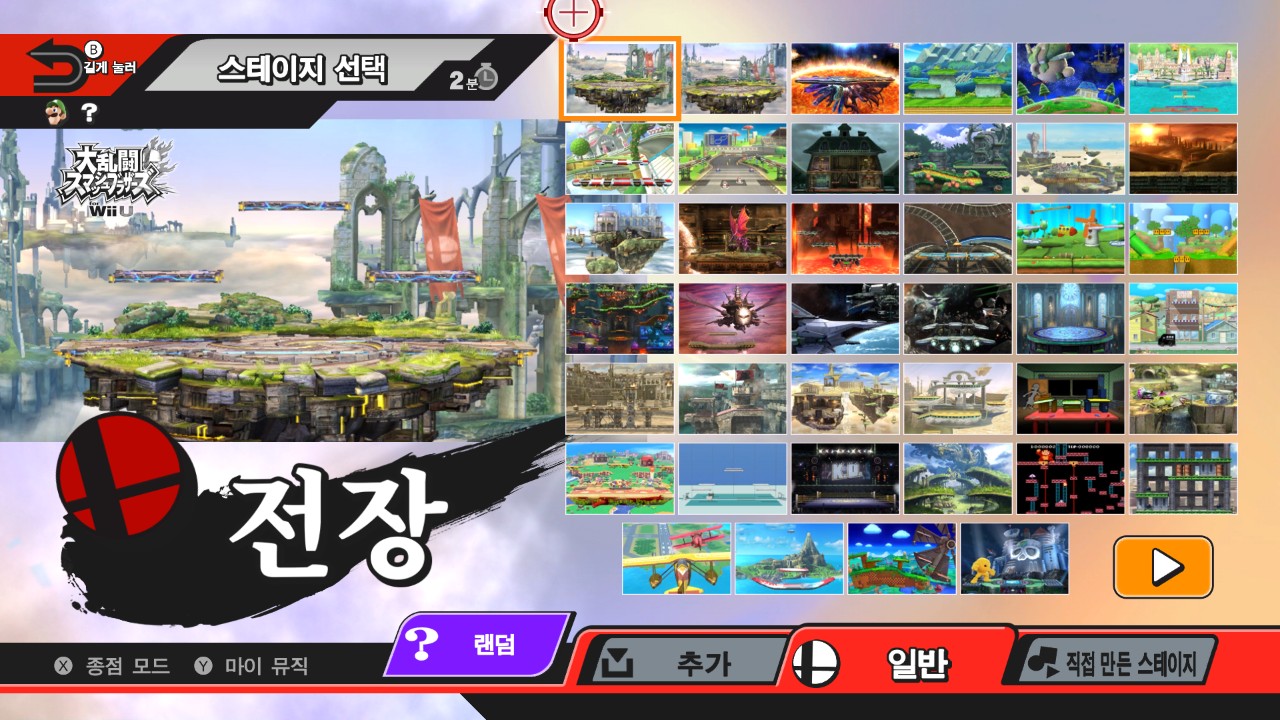 B
길게 눌러
스테이지 선택
2분
?
大乱闘
スマッシュブラザーズ
for
Wii U
전장
? 랜덤
X 종점 모드 Y 마이 뮤직
추가
일반
직접 만든 스테이지